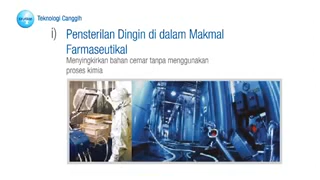 Teknologi Canggih
i) Pensterilan Dingin di dalam Makmal
Farmaseutikal
Menyingkirkan bahan cemar tanpa menggunakan
proses kimia